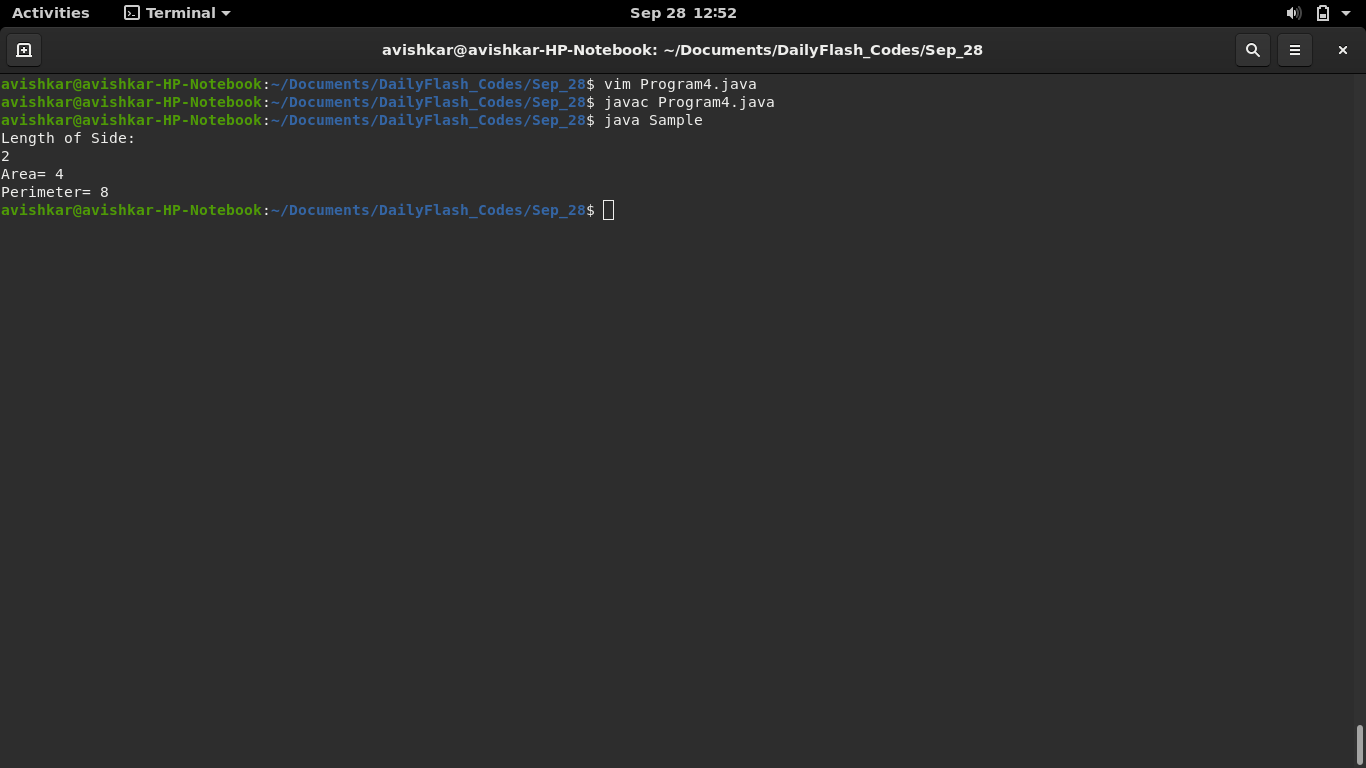 Activities Terminal Sep 28 12:52
avishkar@avishkar-HP-Notebook: ~/Documents/DailyFlash_Codes/Sep_28
avishkar@avishkar-HP-Notebook:~/Documents/DailyFlash_Codes/Sep_28$ vim Program4.java
avishkar@avishkar-HP-Notebook:~/Documents/DailyFlash_Codes/Sep_28$ javac Program4.java
avishkar@avishkar-HP-Notebook:~/Documents/DailyFlash_Codes/Sep_28$ java Sample
Length of Side:
2
Area= 4
Perimeter= 8
avishkar@avishkar-HP-Notebook:~/Documents/DailyFlash_Codes/Sep_28$